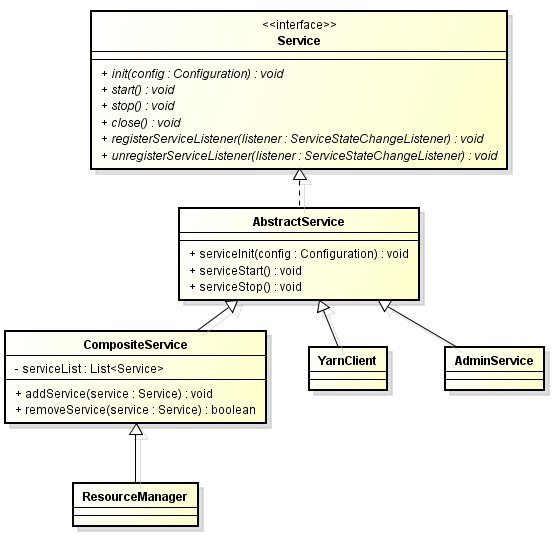 <<interface>>
Service
+ init(config : Configuration) : void
+ start() : void
+ stop() : void
+ close() : void
+ registerServiceListener(listener : ServiceStateChangeListener) : void
+ unregisterServiceListener(listener : ServiceStateChangeListener) : void
AbstractService
+ serviceInit(config : Configuration) : void
+ serviceStart() : void
+ serviceStop() : void
CompositeService
- serviceList : List<Service>
+ addService(service : Service) : void
+ removeService(service : Service) : boolean
YarnClient
AdminService
ResourceManager